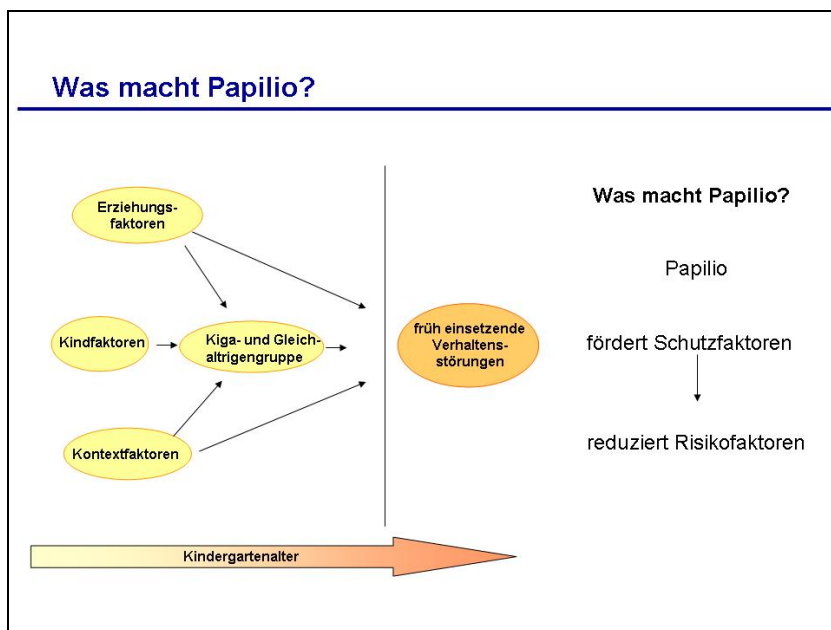 Was macht Papilio?
Erziehungs-
faktoren
Kindfaktoren
Kiga- und Gleich-
altrigengruppe
Kontextfaktoren
früh einsetzende
Verhaltens-
störungen
Was macht Papilio?
Papilio
fördert Schutzfaktoren
reduziert Risikofaktoren
Kindergartenalter